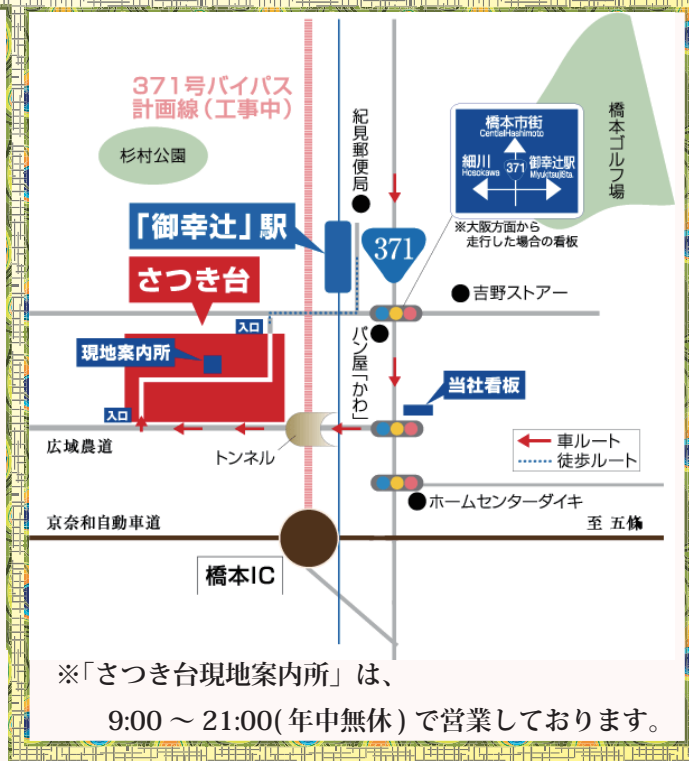 371号バイパス
計画線(工事中)
杉村公園
紀見郵便局
橋本市街
CentralHashimoto
細川
Hosokawa
371
御幸辻駅
MiyukitsujiSta.
橋本ゴルフ場
※大阪方面から
走行した場合の看板
「御幸辻」駅
371
さつき台
吉野ストアー
入口
パン屋「かわ」
現地案内所
当社看板
入口
広域農道
トンネル
車ルート
徒歩ルート
ホームセンターダイキ
京奈和自動車道
至 五條
橋本IC
※「さつき台現地案内所」は、
9:00 ～ 21:00(年中無休)で営業しております。